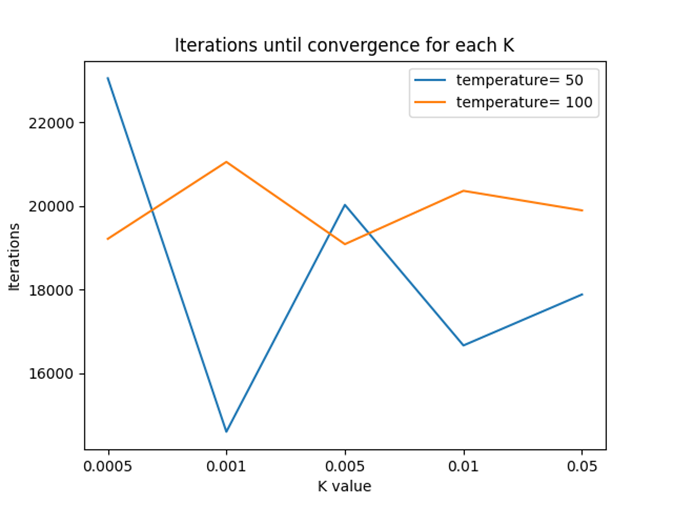 Iterations until convergence for each K
temperature= 50
temperature= 100
22000
20000
18000
16000
Iterations
0.0005 0.001 0.005 0.01 0.05
K value